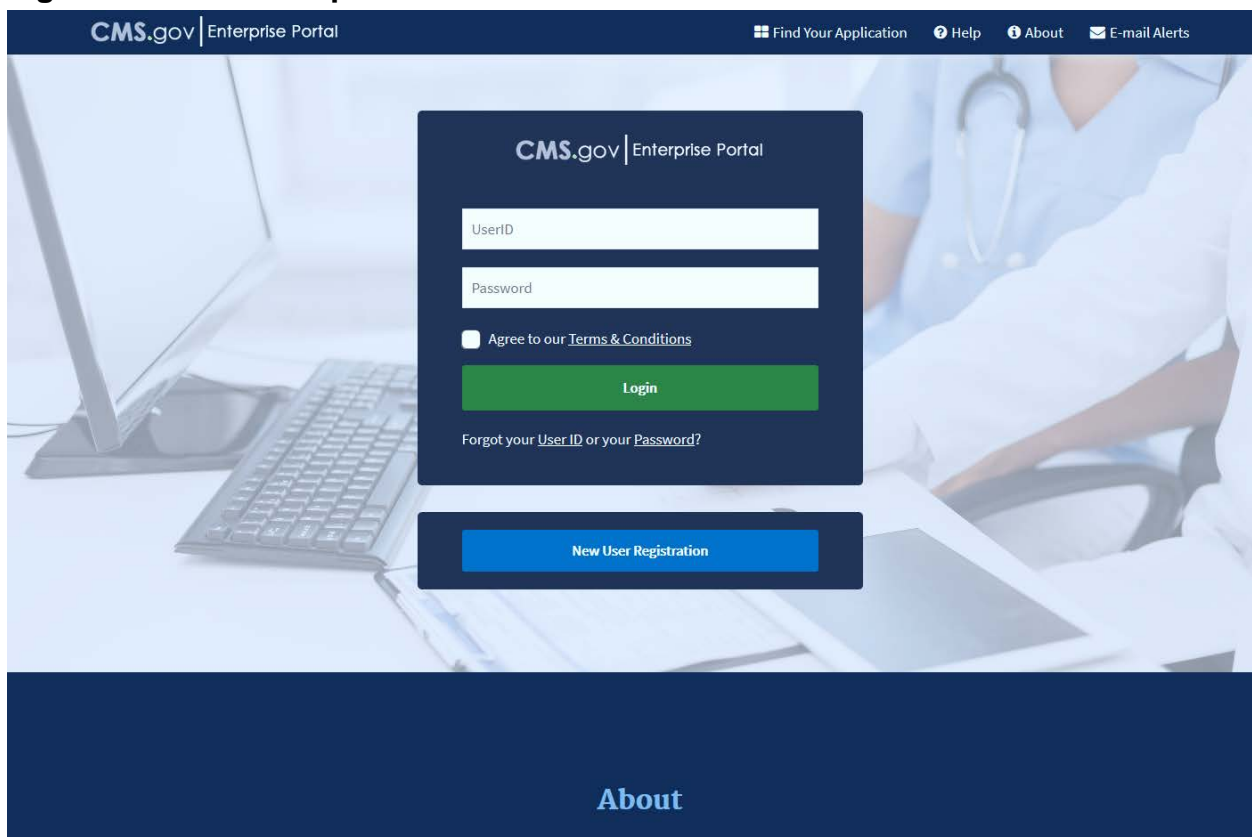 CMS.gov Enterprise Portal
Find Your Application Help About E-mail Alerts
CMS.gov Enterprise Portal
UserID
Password
Agree to our Terms & Conditions
Login
Forgot your User ID or your Password?
New User Registration
About